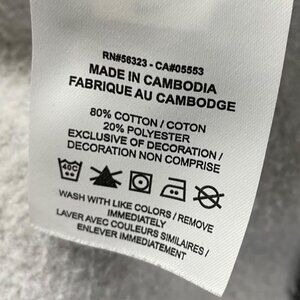 RN#56323 - CA#05553
MADE IN CAMBODIA
FABRIQUE AU CAMBODGE
80% COTTON / COTON
20% POLYESTER
EXCLUSIVE OF DECORATION /
DECORATION NON COMPRISE
40C
WASH WITH LIKE COLORS / REMOVE
IMMEDIATELY
LAVER AVEC COULEURS SIMILAIRES /
ENLEVER IMMEDIATEMENT